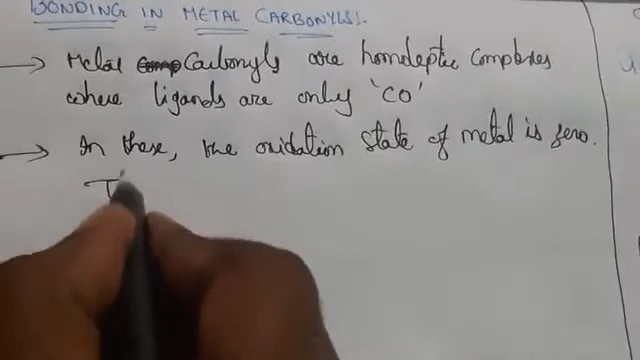 BONDING IN METAL CARBONYLS:
→ Metal Carbonyls are homoleptic complexes
where ligands are only 'CO'
→ In these, the oxidation state of metal is zero.
T